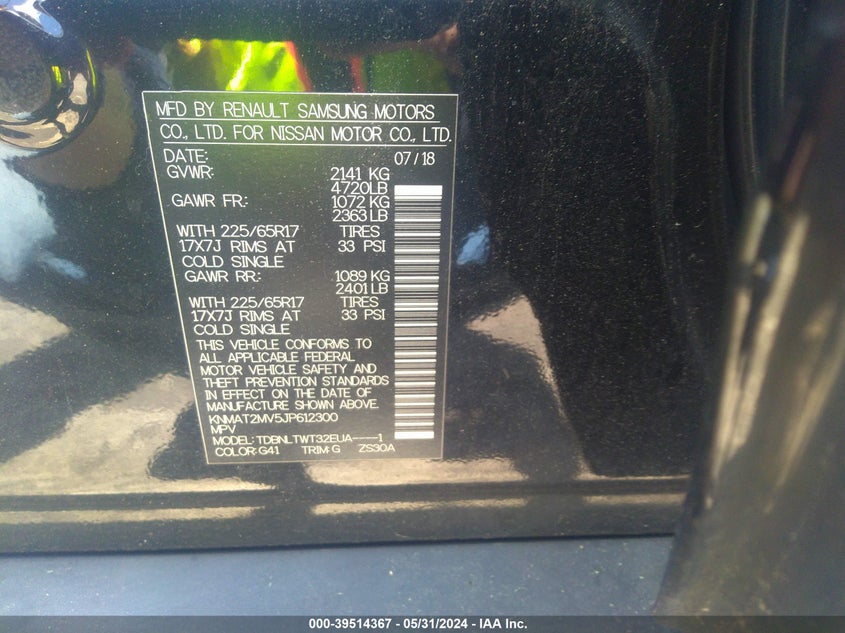 MFD BY RENAULT SAMSUNG MOTORS
CO., LTD. FOR NISSAN MOTOR CO., LTD.
DATE: 07/18
GVWR: 2141 KG
4720LB
GAWR FR: 1072 KG
2363LB
WITH 225/65R17 TIRES
17X7J RIMS AT 33 PSI
COLD SINGLE
GAWR RR: 1089 KG
2401LB
WITH 225/65R17 TIRES
17X7J RIMS AT 33 PSI
COLD SINGLE
THIS VEHICLE CONFORMS TO
ALL APPLICABLE FEDERAL
MOTOR VEHICLE SAFETY AND
THEFT PREVENTION STANDARDS
IN EFFECT ON THE DATE OF
MANUFACTURE SHOWN ABOVE.
KNMAT2MV5JP612300
MPV
MODEL: TDBNLTWT32EUA----1
COLOR:G41 TRIM:G ZS30A
000-39514367 - 05/31/2024 - IAA Inc.